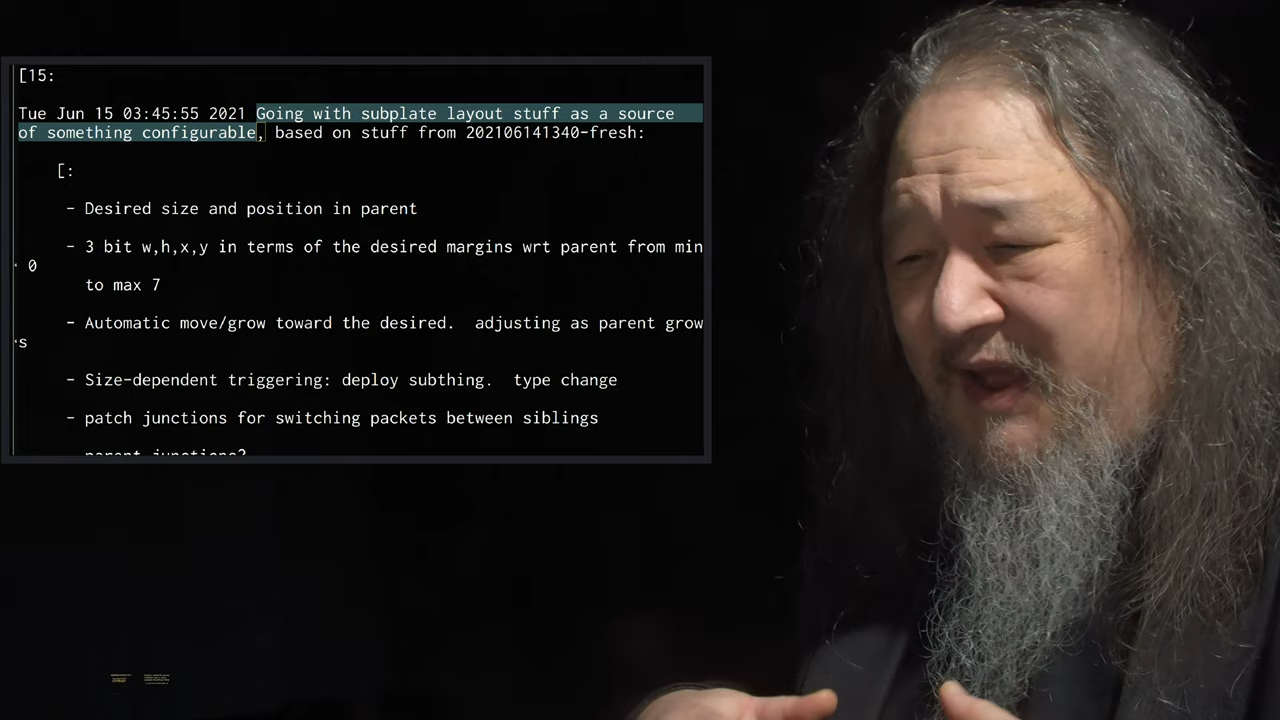 [15:
Tue Jun 15 03:45:55 2021 Going with subplate layout stuff as a source
of something configurable, based on stuff from 202106141340-fresh:
[:
- Desired size and position in parent
- 3 bit w,h,x,y in terms of the desired margins wrt parent from min
0
to max 7
- Automatic move/grow toward the desired.  adjusting as parent grow
s
- Size-dependent triggering: deploy subthing.  type change
- patch junctions for switching packets between siblings
parent junctions?